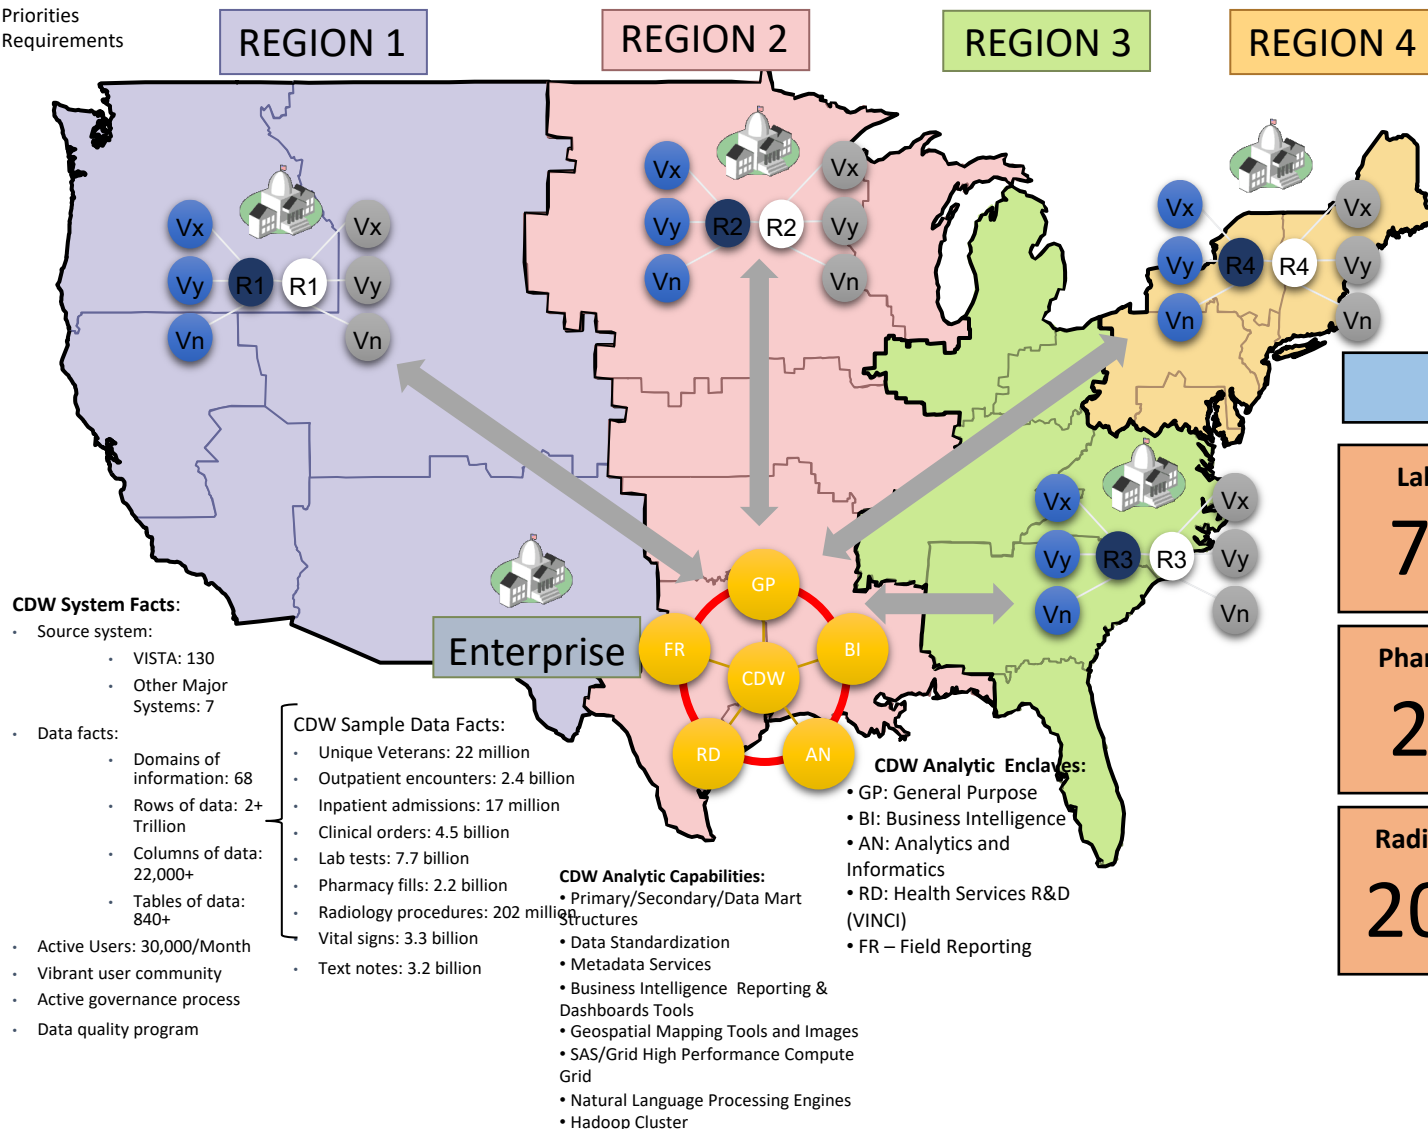 Priorities
Requirements
REGION 1
REGION 2
REGION 3
REGION 4
Vx
Vy
Vn
R1
R1
Vx
Vy
Vn
Vx
Vy
Vn
R2
R2
Vx
Vy
Vn
Vx
Vy
Vn
R4
R4
Vx
Vy
Vn
Vx
Vy
Vn
R3
R3
Vx
Vy
Vn
Enterprise
GP
FR
BI
CDW
RD
AN
CDW System Facts:
• Source system:
• VISTA: 130
• Other Major
Systems: 7
• Data facts:
• Domains of
information: 68
• Rows of data: 2+
Trillion
• Columns of data:
22,000+
• Tables of data:
840+
• Active Users: 30,000/Month
• Vibrant user community
• Active governance process
• Data quality program
CDW Sample Data Facts:
• Unique Veterans: 22 million
• Outpatient encounters: 2.4 billion
• Inpatient admissions: 17 million
• Clinical orders: 4.5 billion
• Lab tests: 7.7 billion
• Pharmacy fills: 2.2 billion
• Radiology procedures: 202 million
• Vital signs: 3.3 billion
• Text notes: 3.2 billion
CDW Analytic Capabilities:
• Primary/Secondary/Data Mart
Structures
• Data Standardization
• Metadata Services
• Business Intelligence Reporting &
Dashboards Tools
• Geospatial Mapping Tools and Images
• SAS/Grid High Performance Compute
Grid
• Natural Language Processing Engines
• Hadoop Cluster
CDW Analytic Enclaves:
• GP: General Purpose
• BI: Business Intelligence
• AN: Analytics and
Informatics
• RD: Health Services R&D
(VINCI)
• FR – Field Reporting
7
2
20